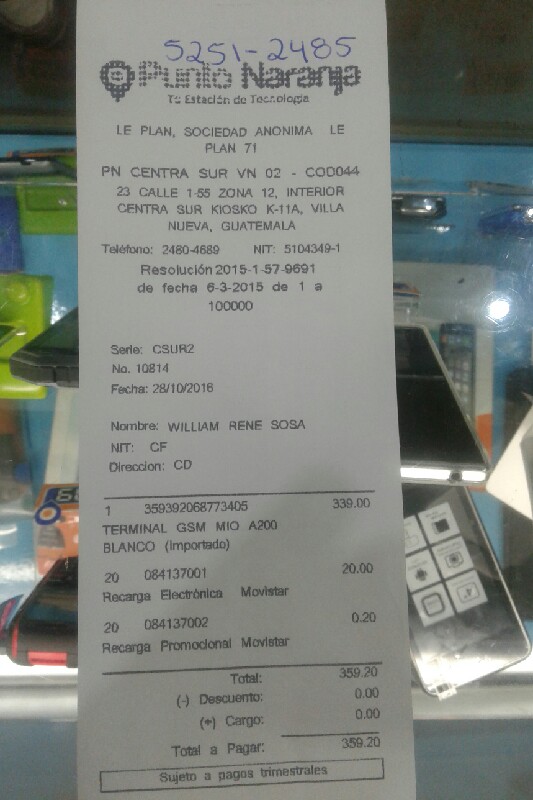 5251-2485
Punto Naranja
Tu Estación de Tecnología
LE PLAN, SOCIEDAD ANONIMA LE
PLAN 71
PN CENTRA SUR VN 02 - COD044
23 CALLE 1-55 ZONA 12, INTERIOR
CENTRA SUR KIOSKO K-11A, VILLA
NUEVA, GUATEMALA
Teléfono: 2480-4689 NIT: 5104349-1
Resolución 2015-1-57-9691
de fecha 6-3-2015 de 1 a
100000
Serie: CSUR2
No. 10814
Fecha: 28/10/2016
Nombre: WILLIAM RENE SOSA
NIT: CF
Direccion: CD
1 359392068773405 339.00
TERMINAL GSM MIO A200
BLANCO (Importado)
20 084137001 20.00
Recarga Electrónica Movistar
20 084137002 0.20
Recarga Promocional Movistar
Total: 359.20
(-) Descuento: 0.00
(+) Cargo: 0.00
Total a Pagar: 359.20
Sujeto a pagos trimestrales